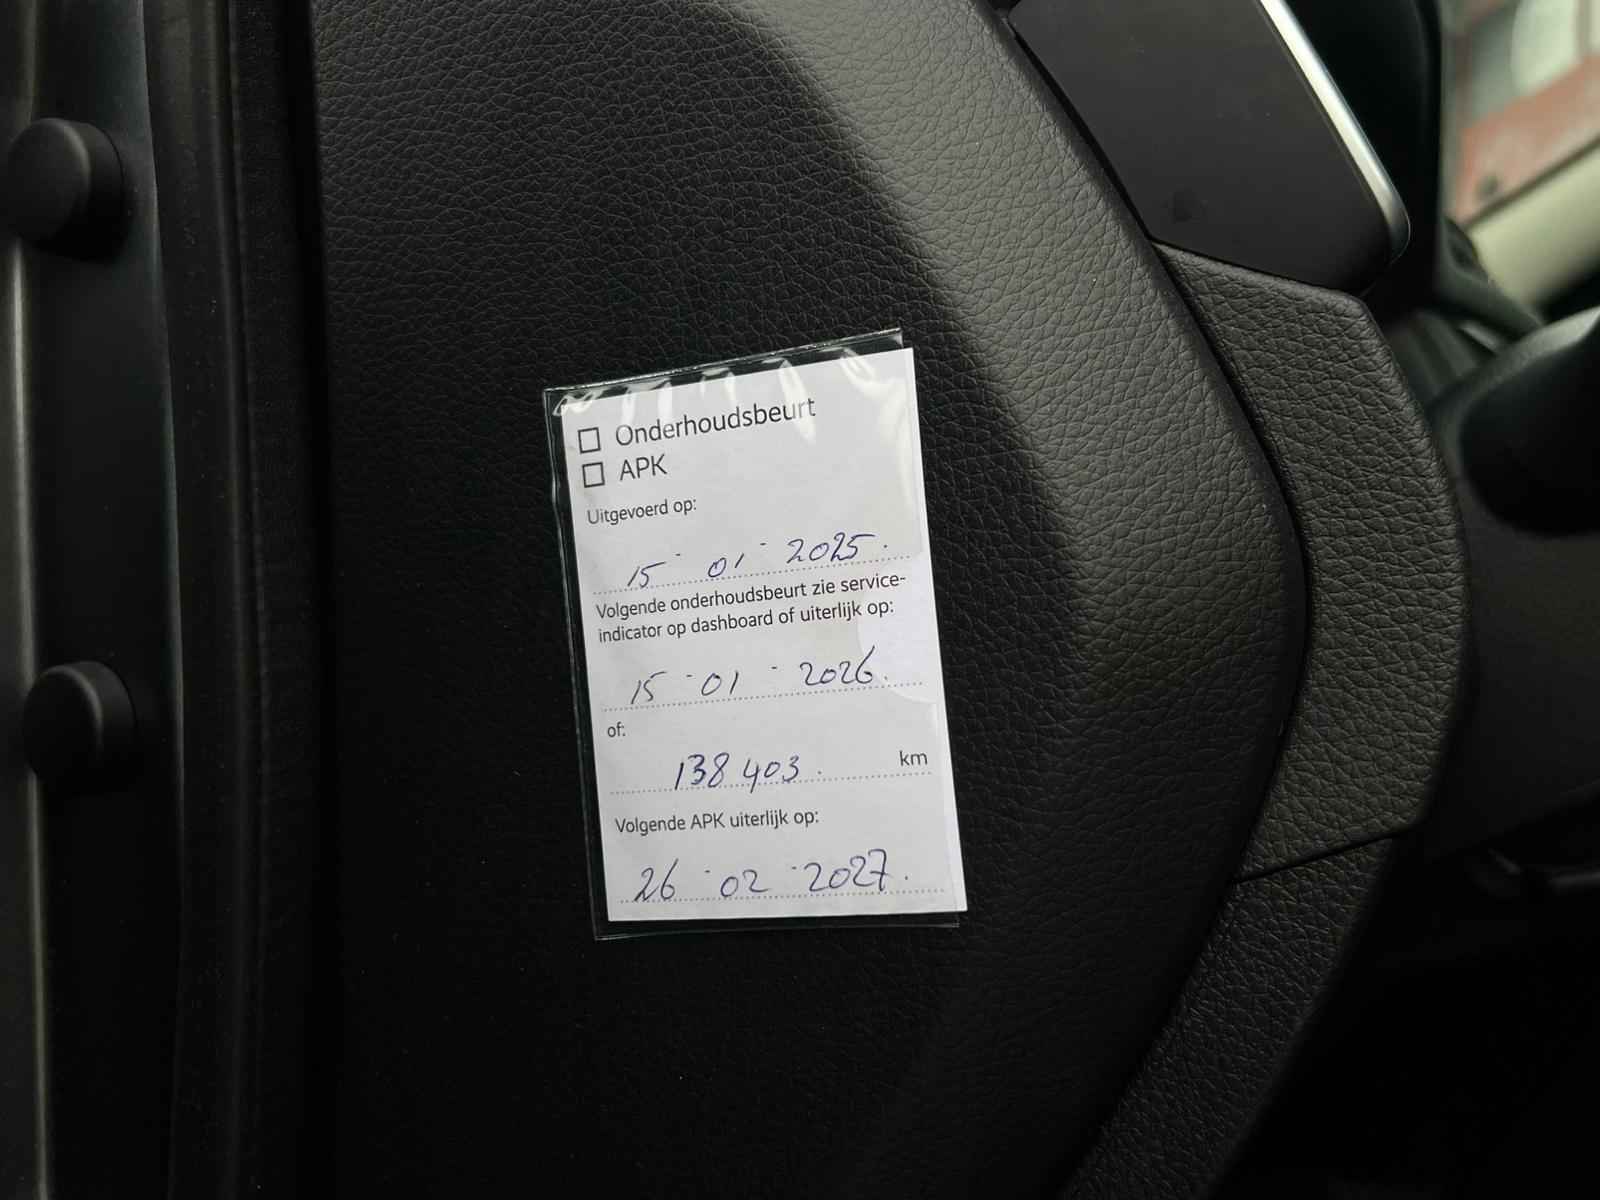 Onderhoudsbeurt
APK
Uitgevoerd op:
15 - 01 - 2025.
Volgende onderhoudsbeurt zie service-
indicator op dashboard of uiterlijk op:
15 - 01 - 2026.
of:
138 403. km
Volgende APK uiterlijk op:
26 - 02 - 2027.